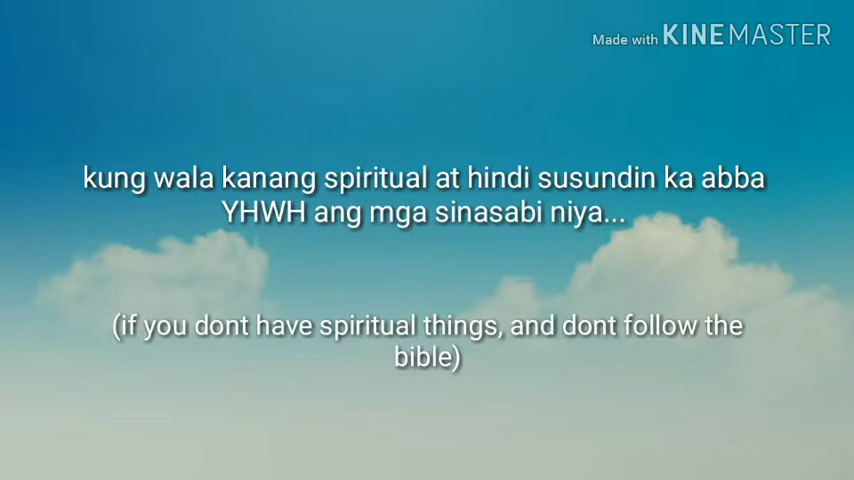 Made with KINEMASTER
kung wala kanang spiritual at hindi susundin ka abba
YHWH ang mga sinasabi niya...
(if you dont have spiritual things, and dont follow the
bible)